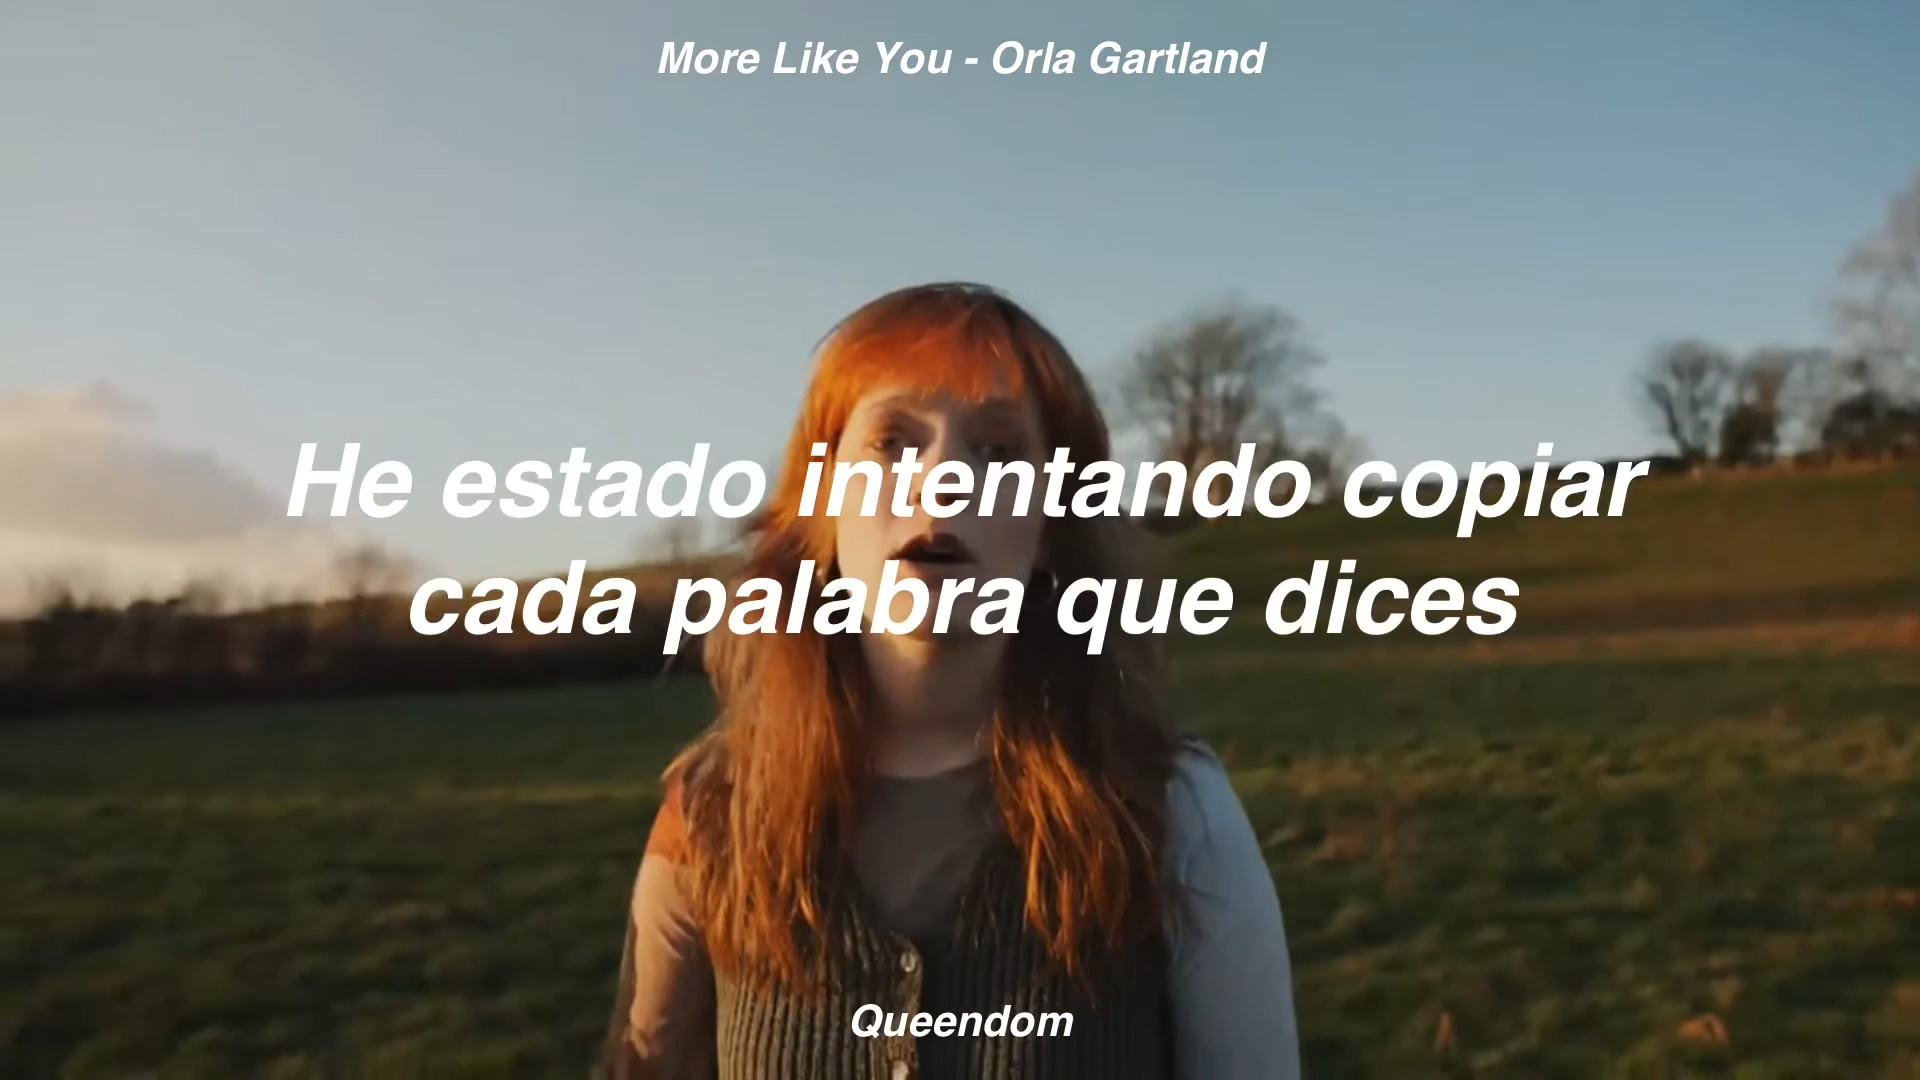 More Like You - Orla Gartland
He estado intentando copiar
cada palabra que dices
Queendom